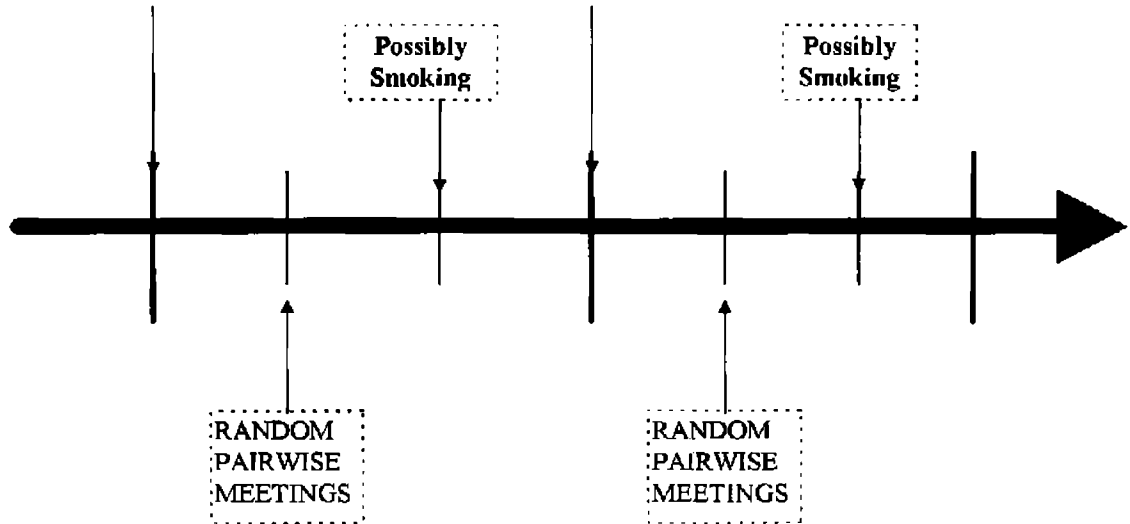 Possibly
Smoking
Possibly
Smoking
RANDOM
PAIRWISE
MEETINGS
RANDOM
PAIRWISE
MEETINGS